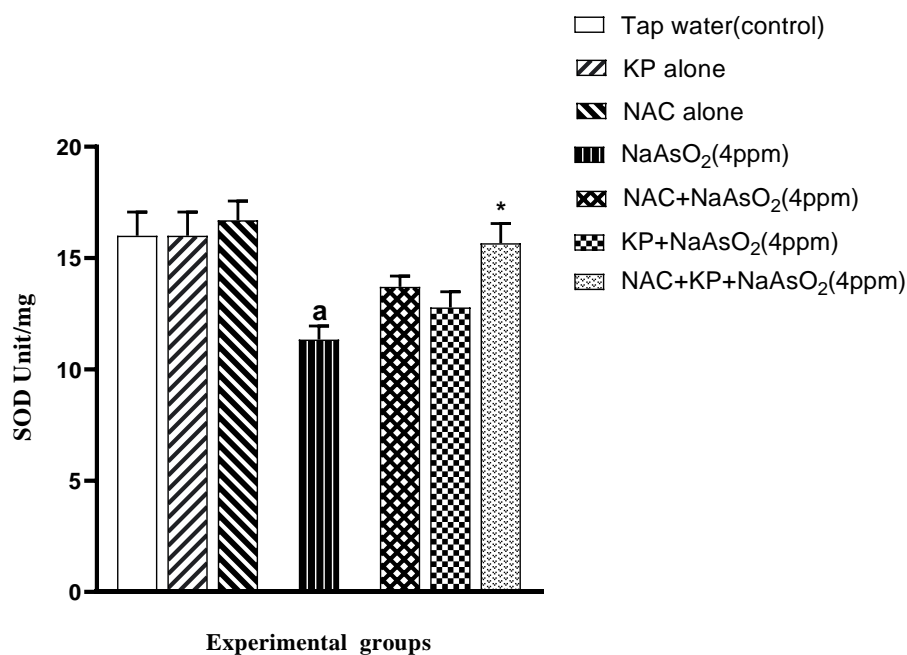 Tap water(control)
KP alone
NAC alone
NaAsO₂(4ppm)
NAC+NaAsO₂(4ppm)
KP+NaAsO₂(4ppm)
NAC+KP+NaAsO₂(4ppm)
20
15
10
5
0
SOD Unit/mg
a
*
Experimental groups